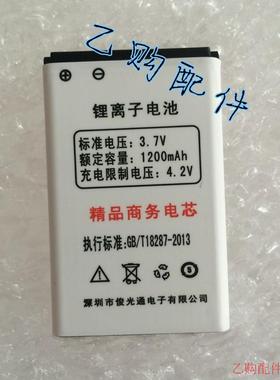 乙购配件
锂离子电池
标准电压：3.7V
额定容量：1200mAh
充电限制电压：4.2V
精品商务电芯
执行标准:GB/T18287-2013
深圳市俊光通电子有限公司
乙购配件